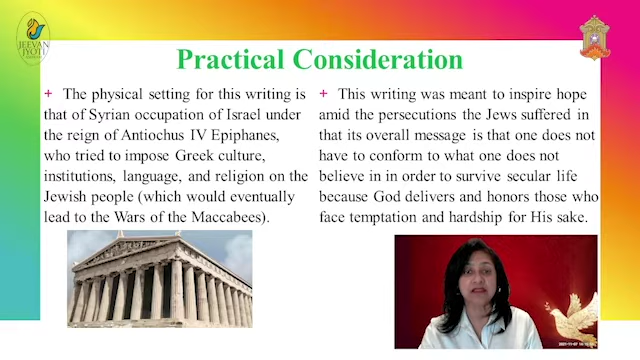 JEEVAN
JYOTI
Practical Consideration
+ The physical setting for this writing is
that of Syrian occupation of Israel under
the reign of Antiochus IV Epiphanes,
who tried to impose Greek culture,
institutions, language, and religion on the
Jewish people (which would eventually
lead to the Wars of the Maccabees).
+ This writing was meant to inspire hope
amid the persecutions the Jews suffered in
that its overall message is that one does not
have to conform to what one does not
believe in in order to survive secular life
because God delivers and honors those who
face temptation and hardship for His sake.